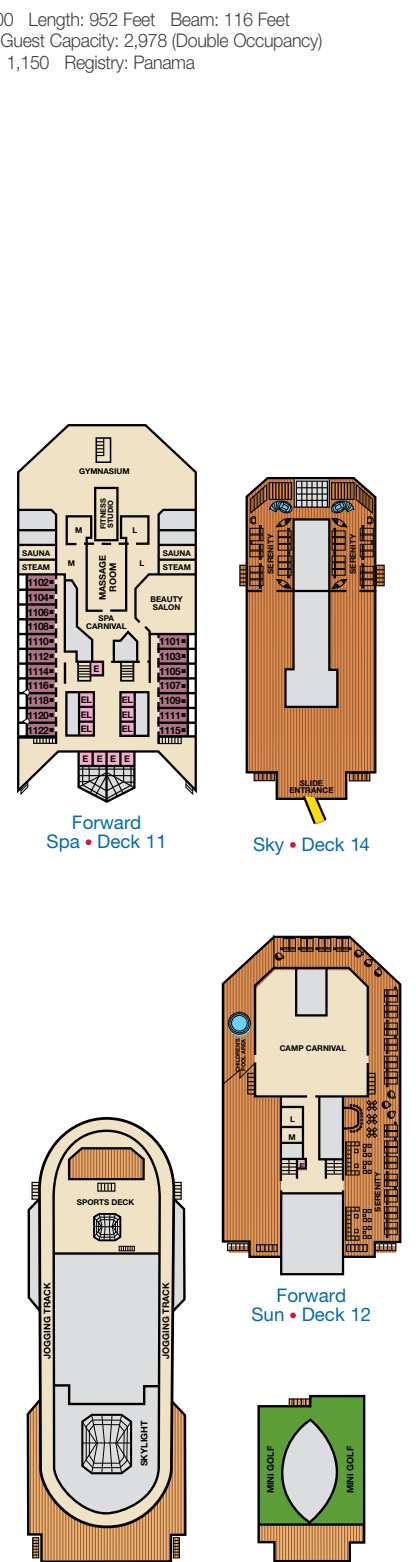 00 Length: 952 Feet Beam: 116 Feet
Guest Capacity: 2,978 (Double Occupancy)
1,150 Registry: Panama
GYMNASIUM
FITNESS
STUDIO
M
L
SAUNA
SAUNA
STEAM
M
MASSAGE
ROOM
L
STEAM
1102
1104
1106
1108
1110
1112
1114
1116
1118
1120
1122
BEAUTY
SALON
SPA
CARNIVAL
1101
1103
1105
1107
1109
1111
1115
E
EL
EL
EL
EL
EL
EL
E E E E
Forward
Spa • Deck 11
SERENITY
SERENITY
SLIDE
ENTRANCE
Sky • Deck 14
CHILDREN'S
POOL AREA
CAMP CARNIVAL
L
M
E
SERENITY
Forward
Sun • Deck 12
SPORTS DECK
JOGGING TRACK
JOGGING TRACK
SKYLIGHT
MINI GOLF
MINI GOLF